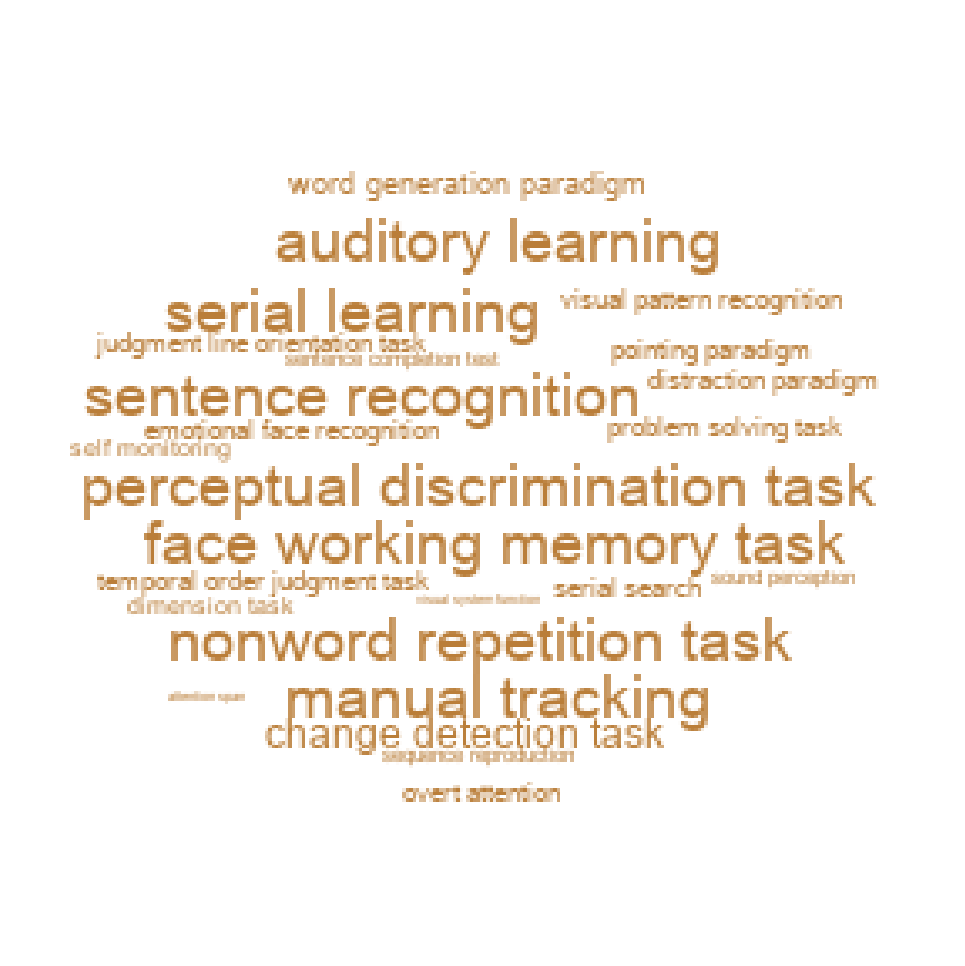 word generation paradigm
auditory learning
serial learning
visual pattern recognition
judgment line orientation task
sentence completion test
pointing paradigm
distraction paradigm
sentence recognition
emotional face recognition
problem solving task
self monitoring
perceptual discrimination task
face working memory task
temporal order judgment task
sound perception
serial search
dimension task
visual system function
nonword repetition task
manual tracking
attention span
change detection task
sequence reproduction
overt attention